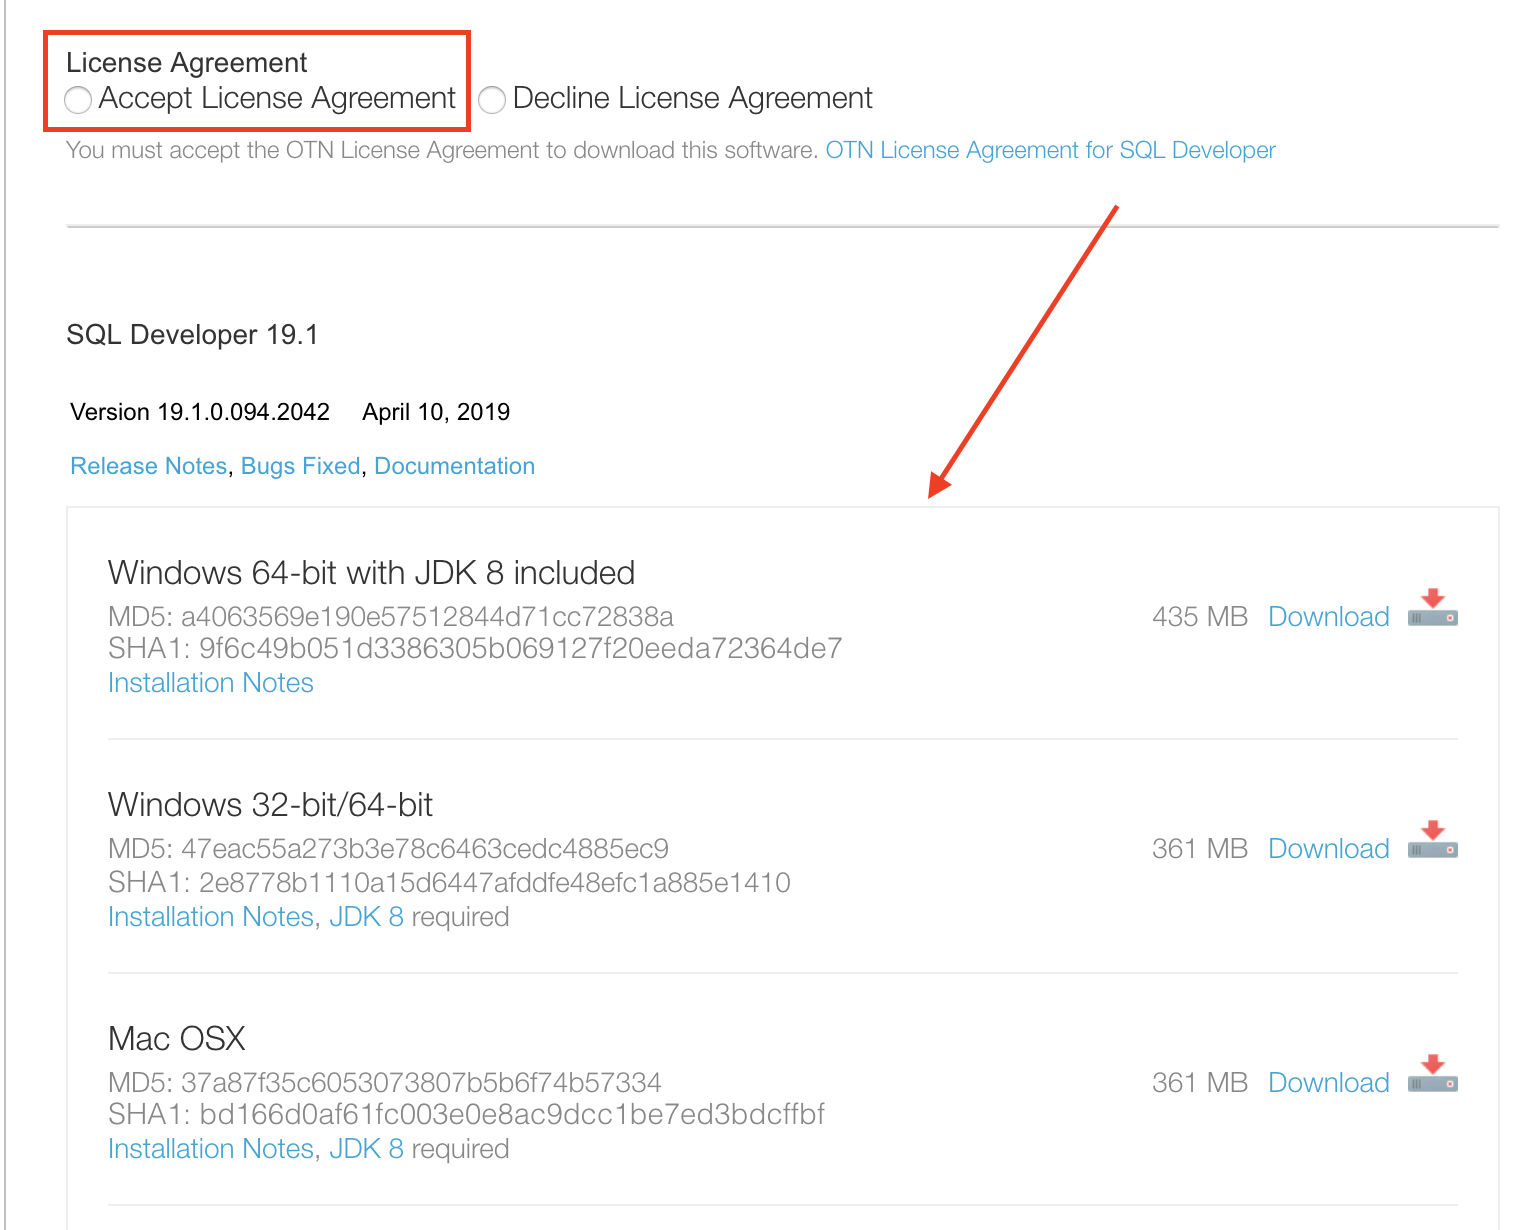 License Agreement
Accept License Agreement Decline License Agreement
You must accept the OTN License Agreement to download this software. OTN License Agreement for SQL Developer
SQL Developer 19.1
Version 19.1.0.094.2042 April 10, 2019
Release Notes, Bugs Fixed, Documentation
Windows 64-bit with JDK 8 included
MD5: a4063569e190e57512844d71cc72838a
435 MB Download
SHA1: 9f6c49b051d3386305b069127f20eeda72364de7
Installation Notes
Windows 32-bit/64-bit
MD5: 47eac55a273b3e78c6463cedc4885ec9
361 MB Download
SHA1: 2e8778b1110a15d6447afddfe48efc1a885e1410
Installation Notes, JDK 8 required
Mac OSX
MD5: 37a87f35c6053073807b5b6f74b57334
361 MB Download
SHA1: bd166d0af61fc003e0e8ac9dcc1be7ed3bdcffbf
Installation Notes, JDK 8 required